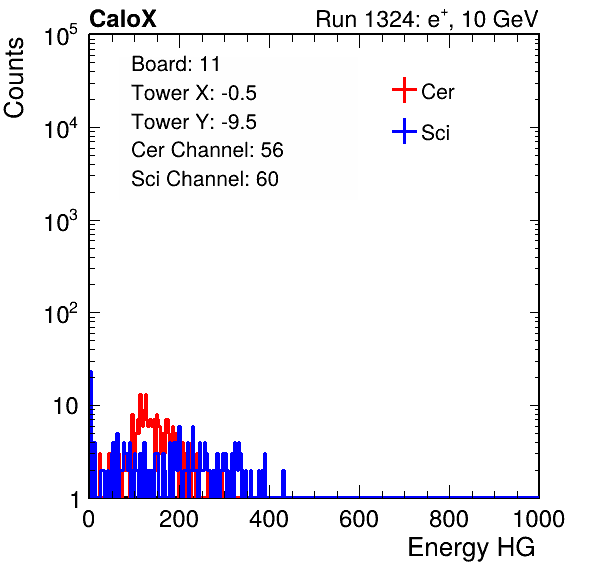 CaloX Run 1324: e⁺, 10 GeV
Counts
Board: 11
Tower X: -0.5
Tower Y: -9.5
Cer Channel: 56
Sci Channel: 60
Cer
Sci
10⁵
10⁴
10³
10²
10
1
0 200 400 600 800 1000
Energy HG